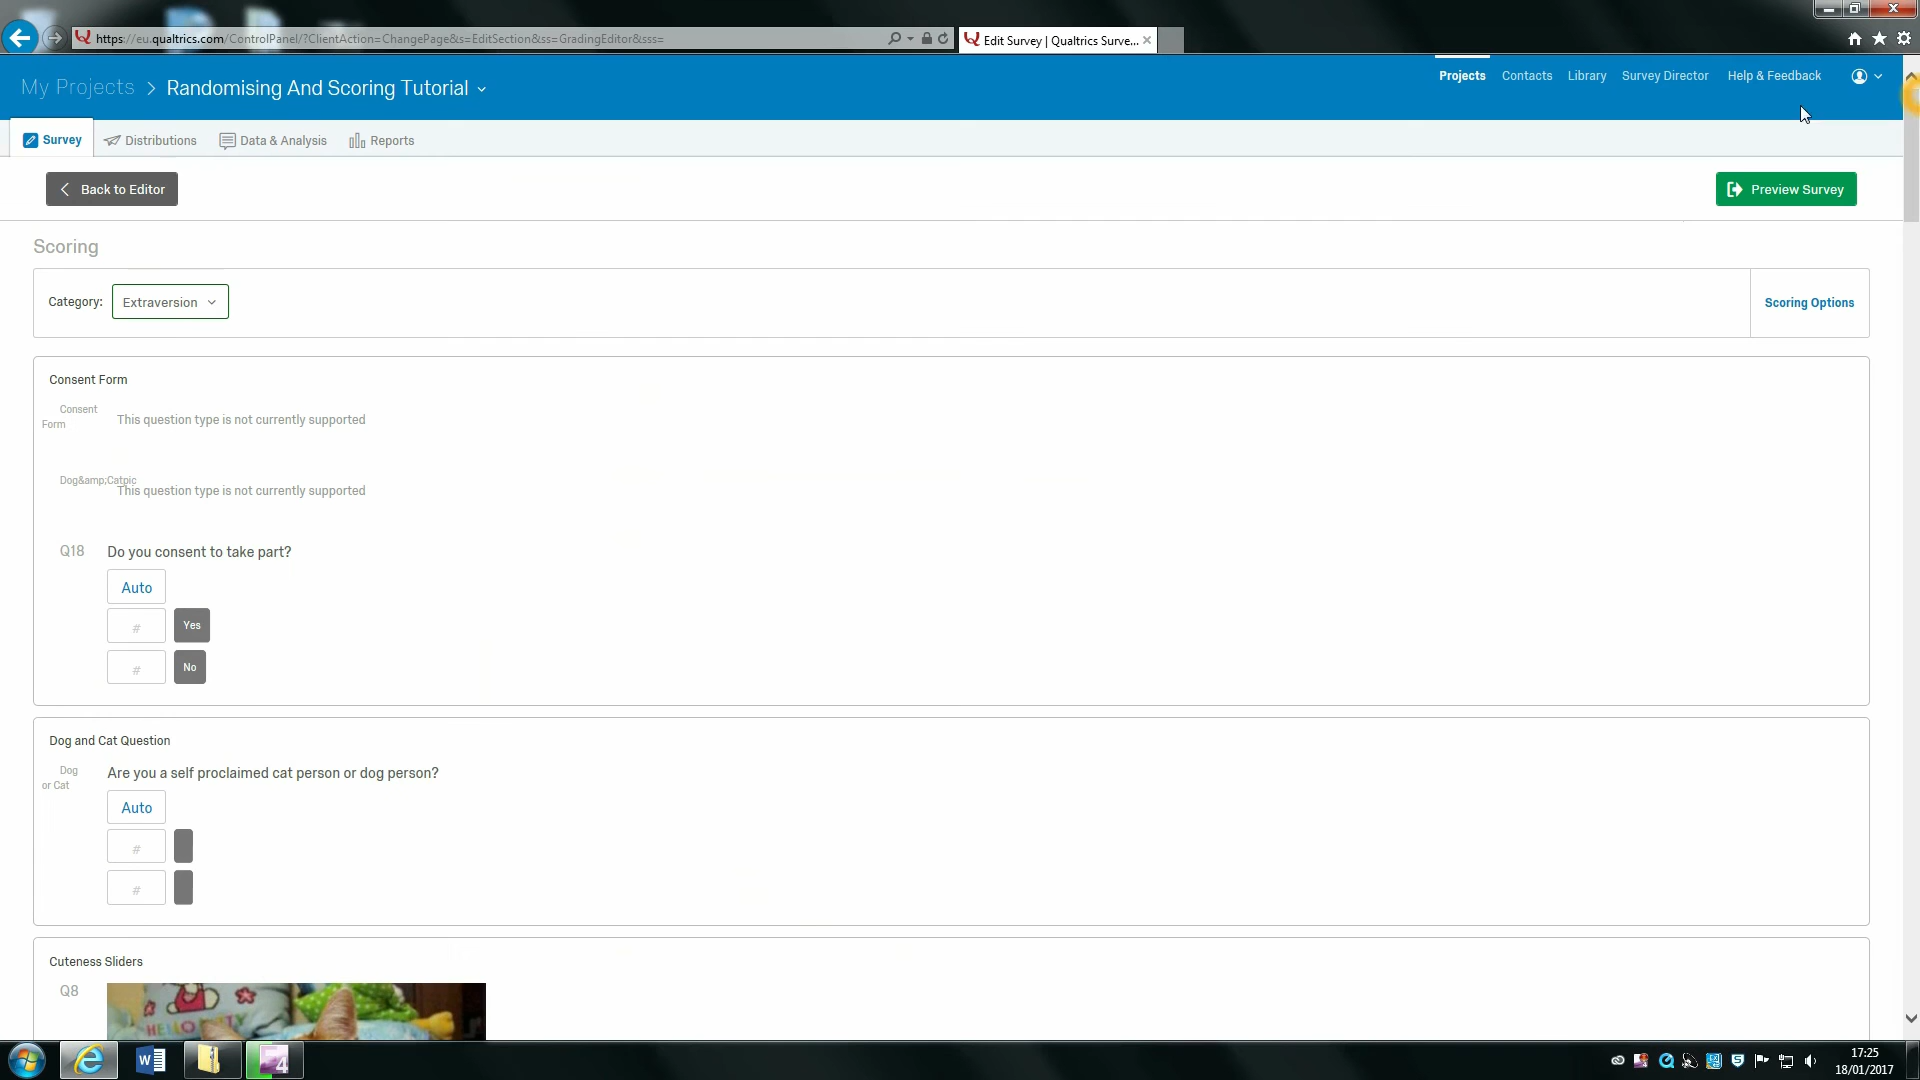 https://eu.qualtrics.com/ControlPanel/?ClientAction=ChangePage&s=EditSection&ss=GradingEditor&sss=
Edit Survey | Qualtrics Surve...
My Projects > Randomising And Scoring Tutorial
Projects Contacts Library Survey Director Help & Feedback
Survey Distributions Data & Analysis Reports
Back to Editor
Preview Survey
Scoring
Category: Extraversion
Scoring Options
Consent Form
Consent Form
This question type is not currently supported
Dog&amp;Catpic
This question type is not currently supported
Q18 Do you consent to take part?
Auto
# Yes
# No
Dog and Cat Question
Dog or Cat
Are you a self proclaimed cat person or dog person?
Auto
#
#
Cuteness Sliders
Q8
HELLO KITTY
17:25
18/01/2017